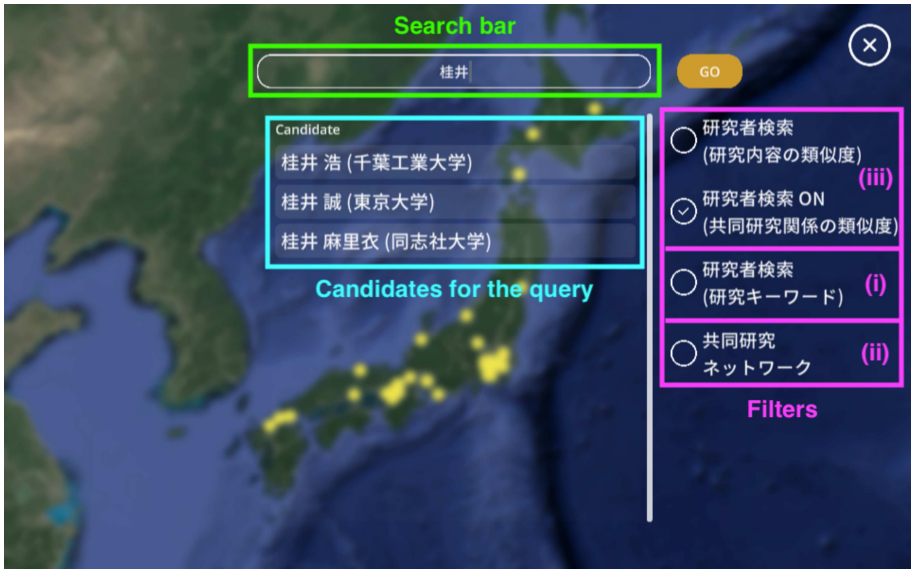 Search bar
桂井
GO
Candidate
桂井 浩 (千葉工業大学)
桂井 誠 (東京大学)
桂井 麻里衣 (同志社大学)
Candidates for the query
研究者検索
(研究内容の類似度)
(iii)
研究者検索 ON
(共同研究関係の類似度)
研究者検索
(研究キーワード)
(i)
共同研究
ネットワーク
(ii)
Filters